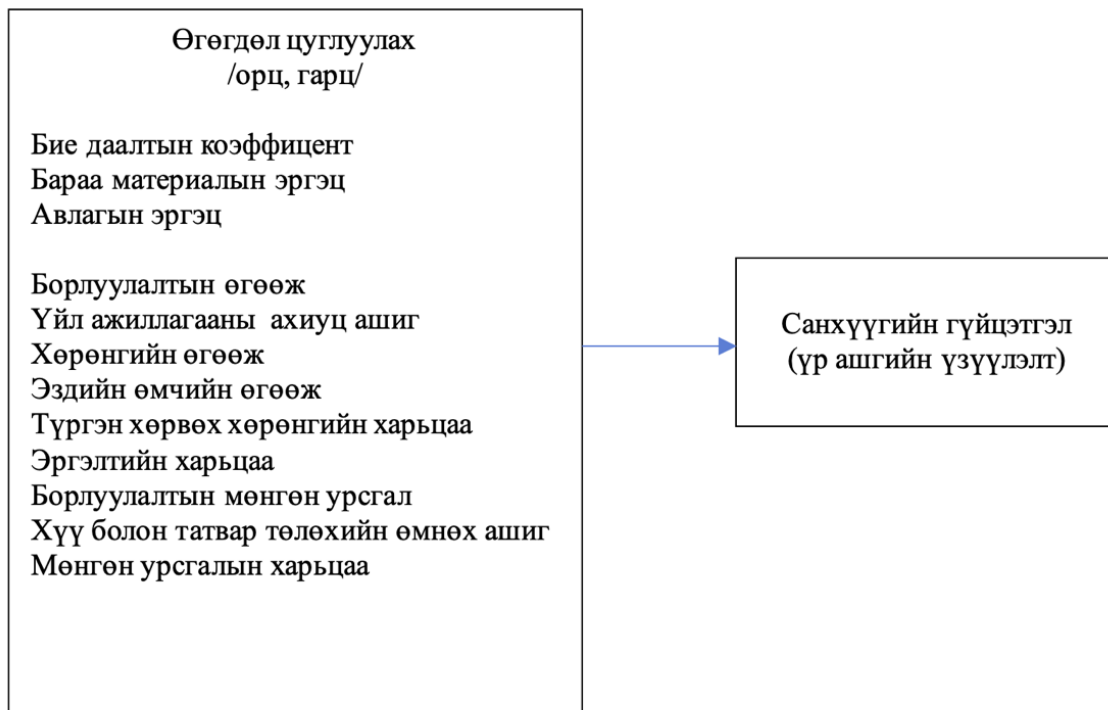 Өгөгдөл цуглуулах
/орц, гарц/
Бие даалтын коэффицент
Бараа материалын эргэц
Авлагын эргэц
Борлуулалтын өгөөж
Үйл ажиллагааны ахиуц ашиг
Хөрөнгийн өгөөж
Эздийн өмчийн өгөөж
Түргэн хөрвөх хөрөнгийн харьцаа
Эргэлтийн харьцаа
Борлуулалтын мөнгөн урсгал
Хүү болон татвар төлөхийн өмнөх ашиг
Мөнгөн урсгалын харьцаа
Санхүүгийн гүйцэтгэл
(үр ашгийн үзүүлэлт)